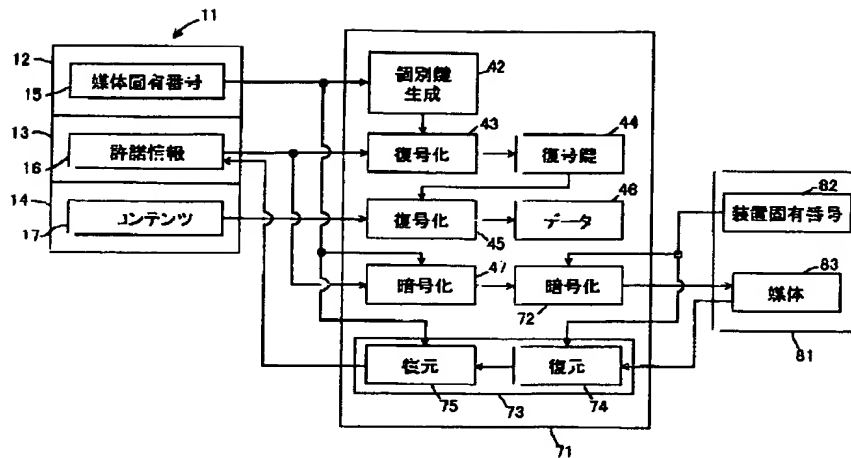 11
12
15
媒体固有番号
13
16
許諾情報
14
17
コンテンツ
個別鍵
生成
42
43
復号化
44
復号鍵
復号化
45
46
データ
47
暗号化
暗号化
72
復元
75
復元
74
73
71
82
装置固有番号
83
媒体
81